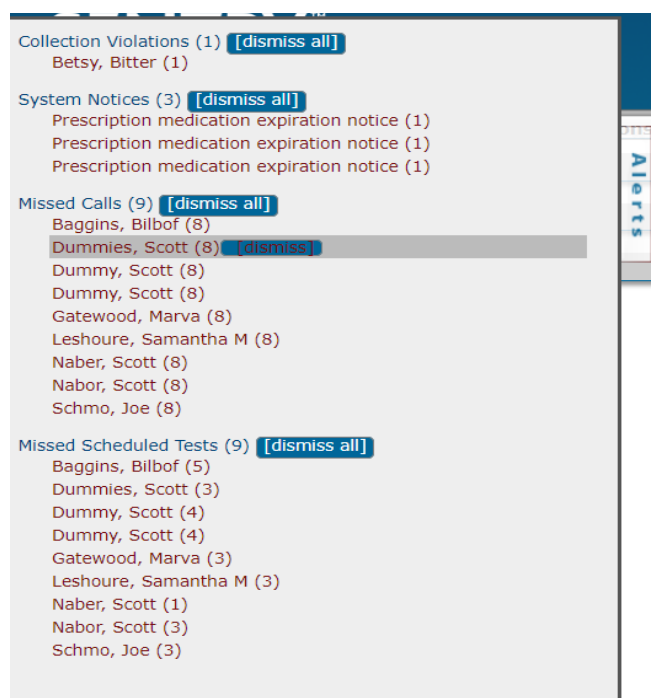 Collection Violations (1) [dismiss all]
Betsy, Bitter (1)
System Notices (3) [dismiss all]
Prescription medication expiration notice (1)
Prescription medication expiration notice (1)
Prescription medication expiration notice (1)
Missed Calls (9) [dismiss all]
Baggins, Bilbof (8)
Dummies, Scott (8) [dismiss]
Dummy, Scott (8)
Dummy, Scott (8)
Gatewood, Marva (8)
Leshoure, Samantha M (8)
Naber, Scott (8)
Nabor, Scott (8)
Schmo, Joe (8)
Missed Scheduled Tests (9) [dismiss all]
Baggins, Bilbof (5)
Dummies, Scott (3)
Dummy, Scott (4)
Dummy, Scott (4)
Gatewood, Marva (3)
Leshoure, Samantha M (3)
Naber, Scott (1)
Nabor, Scott (3)
Schmo, Joe (3)
Alerts